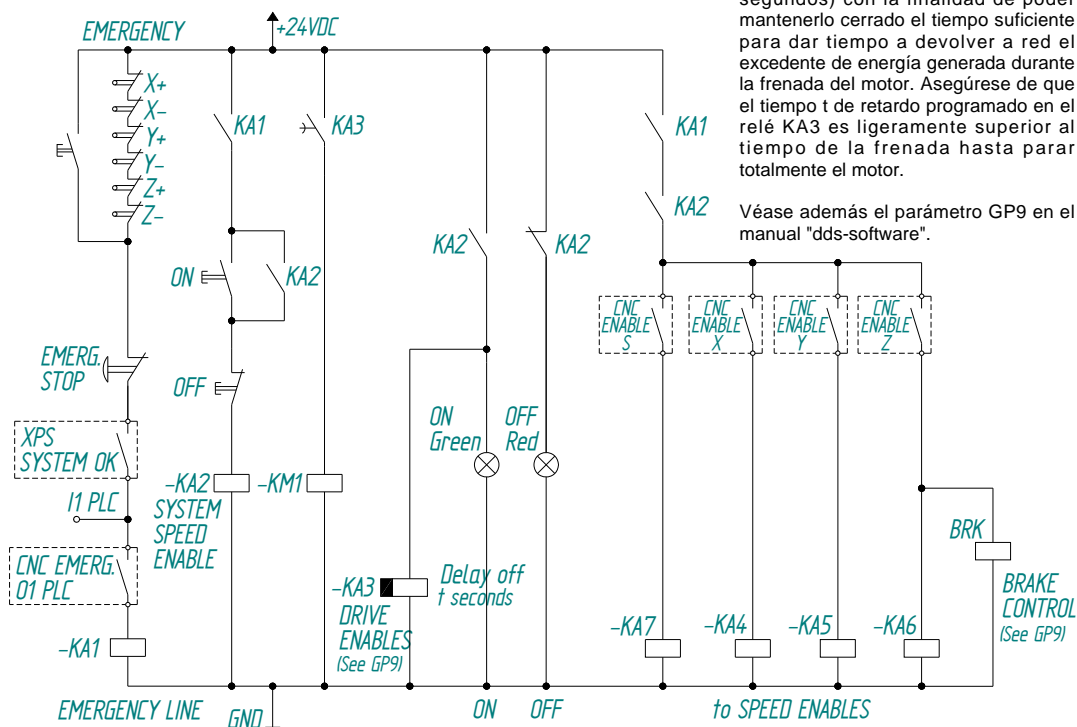 segundos) con la finalidad de poder
mantenerlo cerrado el tiempo suficiente
para dar tiempo a devolver a red el
excedente de energía generada durante
la frenada del motor. Asegúrese de que
el tiempo t de retardo programado en el
relé KA3 es ligeramente superior al
tiempo de la frenada hasta parar
totalmente el motor.
Véase además el parámetro GP9 en el
manual "dds-software".
EMERGENCY
+24VDC
X+
X-
Y+
Y-
Z+
Z-
KA1
KA3
KA1
KA2
KA2
KA2
ON
KA2
EMERG.
STOP
OFF
CNC
ENABLE
S
CNC
ENABLE
X
CNC
ENABLE
Y
CNC
ENABLE
Z
XPS
SYSTEM OK
ON
Green
OFF
Red
I1 PLC
-KA2
SYSTEM
SPEED
ENABLE
-KM1
CNC EMERG.
O1 PLC
-KA3
DRIVE
ENABLES
(See GP9)
Delay off
t seconds
BRK
BRAKE
CONTROL
(See GP9)
-KA1
-KA7
-KA4
-KA5
-KA6
EMERGENCY LINE
GND
ON
OFF
to SPEED ENABLES